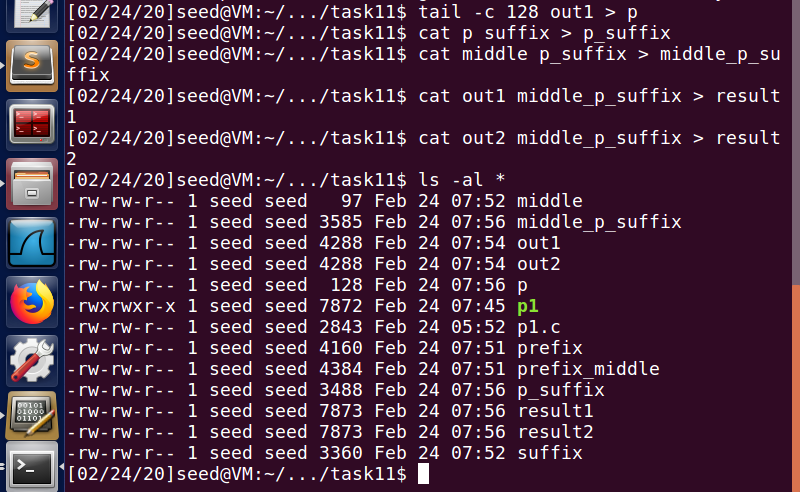 [02/24/20]seed@VM:~/.../task11$ tail -c 128 out1 > p
[02/24/20]seed@VM:~/.../task11$ cat p suffix > p_suffix
[02/24/20]seed@VM:~/.../task11$ cat middle p_suffix > middle_p_su
ffix
[02/24/20]seed@VM:~/.../task11$ cat out1 middle_p_suffix > result
1
[02/24/20]seed@VM:~/.../task11$ cat out2 middle_p_suffix > result
2
[02/24/20]seed@VM:~/.../task11$ ls -al *
-rw-rw-r-- 1 seed seed   97 Feb 24 07:52 middle
-rw-rw-r-- 1 seed seed 3585 Feb 24 07:56 middle_p_suffix
-rw-rw-r-- 1 seed seed 4288 Feb 24 07:54 out1
-rw-rw-r-- 1 seed seed 4288 Feb 24 07:54 out2
-rw-rw-r-- 1 seed seed  128 Feb 24 07:56 p
-rwxrwxr-x 1 seed seed 7872 Feb 24 07:45 p1
-rw-rw-r-- 1 seed seed 2843 Feb 24 05:52 p1.c
-rw-rw-r-- 1 seed seed 4160 Feb 24 07:51 prefix
-rw-rw-r-- 1 seed seed 4384 Feb 24 07:51 prefix_middle
-rw-rw-r-- 1 seed seed 3488 Feb 24 07:56 p_suffix
-rw-rw-r-- 1 seed seed 7873 Feb 24 07:56 result1
-rw-rw-r-- 1 seed seed 7873 Feb 24 07:56 result2
-rw-rw-r-- 1 seed seed 3360 Feb 24 07:52 suffix
[02/24/20]seed@VM:~/.../task11$